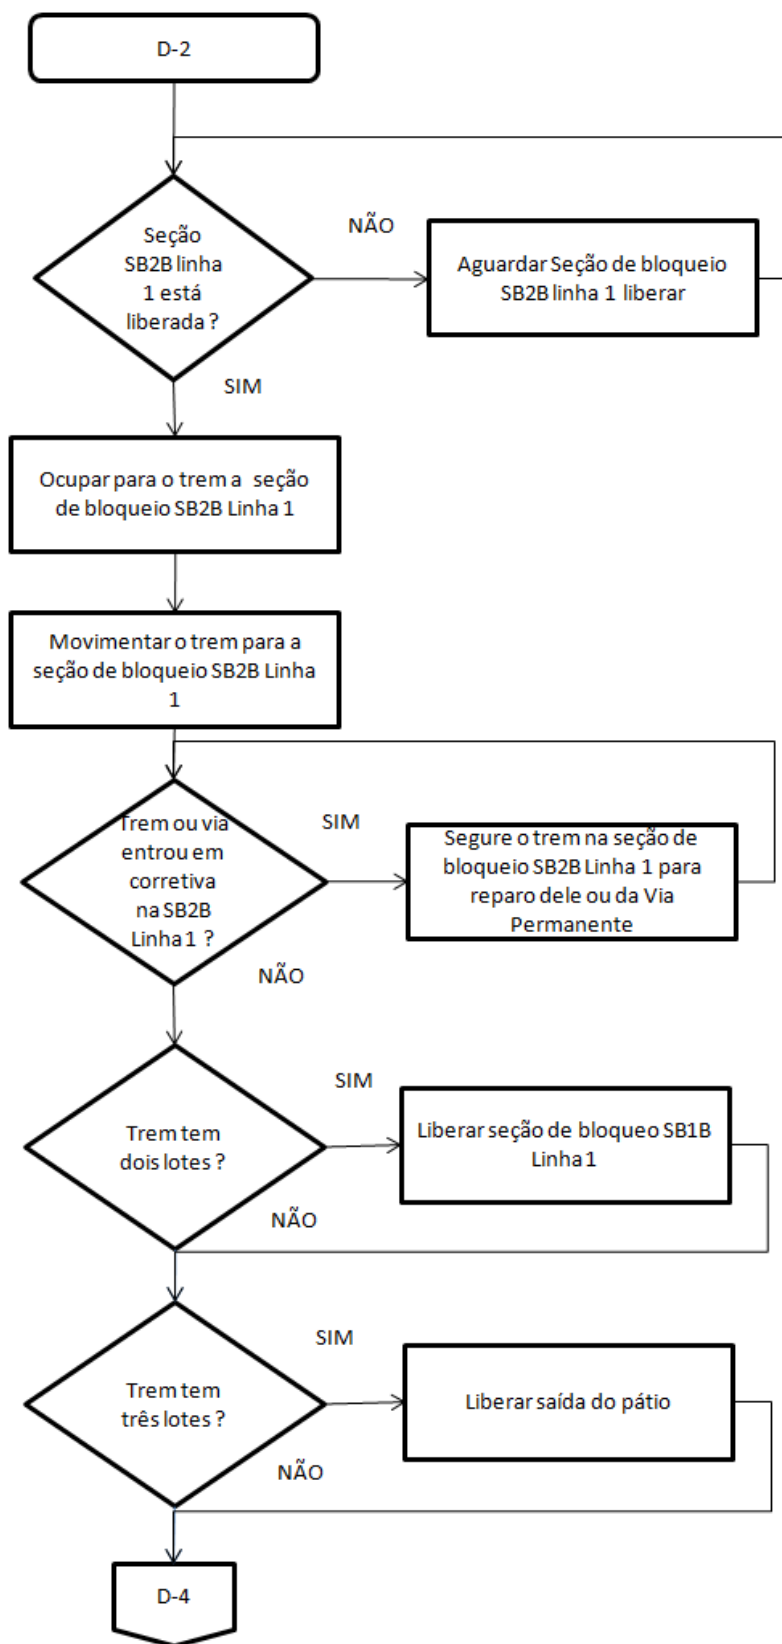 D-2
Seção
SB2B linha
1 está
liberada ?
NÃO
Aguardar Seção de bloqueio
SB2B linha 1 liberar
SIM
Ocupar para o trem a seção
de bloqueio SB2B Linha 1
Movimentar o trem para a
seção de bloqueio SB2B Linha
1
Trem ou via
entrou em
corretiva
na SB2B
Linha 1 ?
SIM
Segure o trem na seção de
bloqueio SB2B Linha 1 para
reparo dele ou da Via
Permanente
NÃO
Trem tem
dois lotes ?
SIM
Liberar seção de bloqueo SB1B
Linha 1
NÃO
Trem tem
três lotes ?
SIM
Liberar saída do pátio
NÃO
D-4